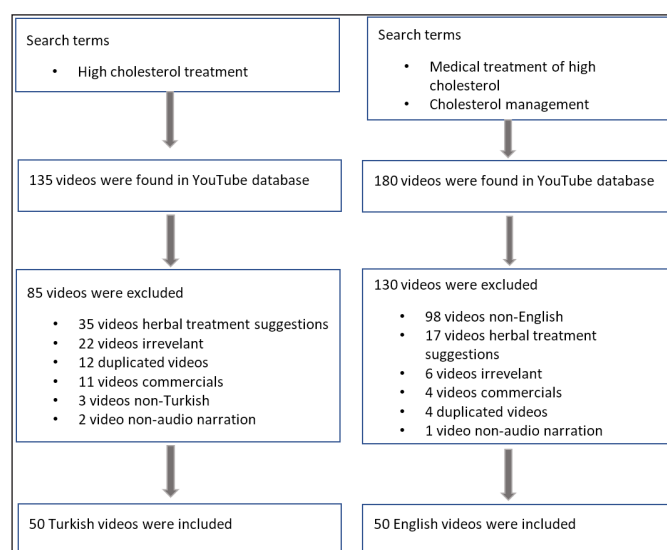 Search terms
• High cholesterol treatment
135 videos were found in YouTube database
85 videos were excluded
• 35 videos herbal treatment suggestions
• 22 videos irrevelant
• 12 duplicated videos
• 11 videos commercials
• 3 videos non-Turkish
• 2 video non-audio narration
50 Turkish videos were included
Search terms
• Medical treatment of high
cholesterol
• Cholesterol management
180 videos were found in YouTube database
130 videos were excluded
• 98 videos non-English
• 17 videos herbal treatment
suggestions
• 6 videos irrevelant
• 4 videos commercials
• 4 duplicated videos
• 1 video non-audio narration
50 English videos were included